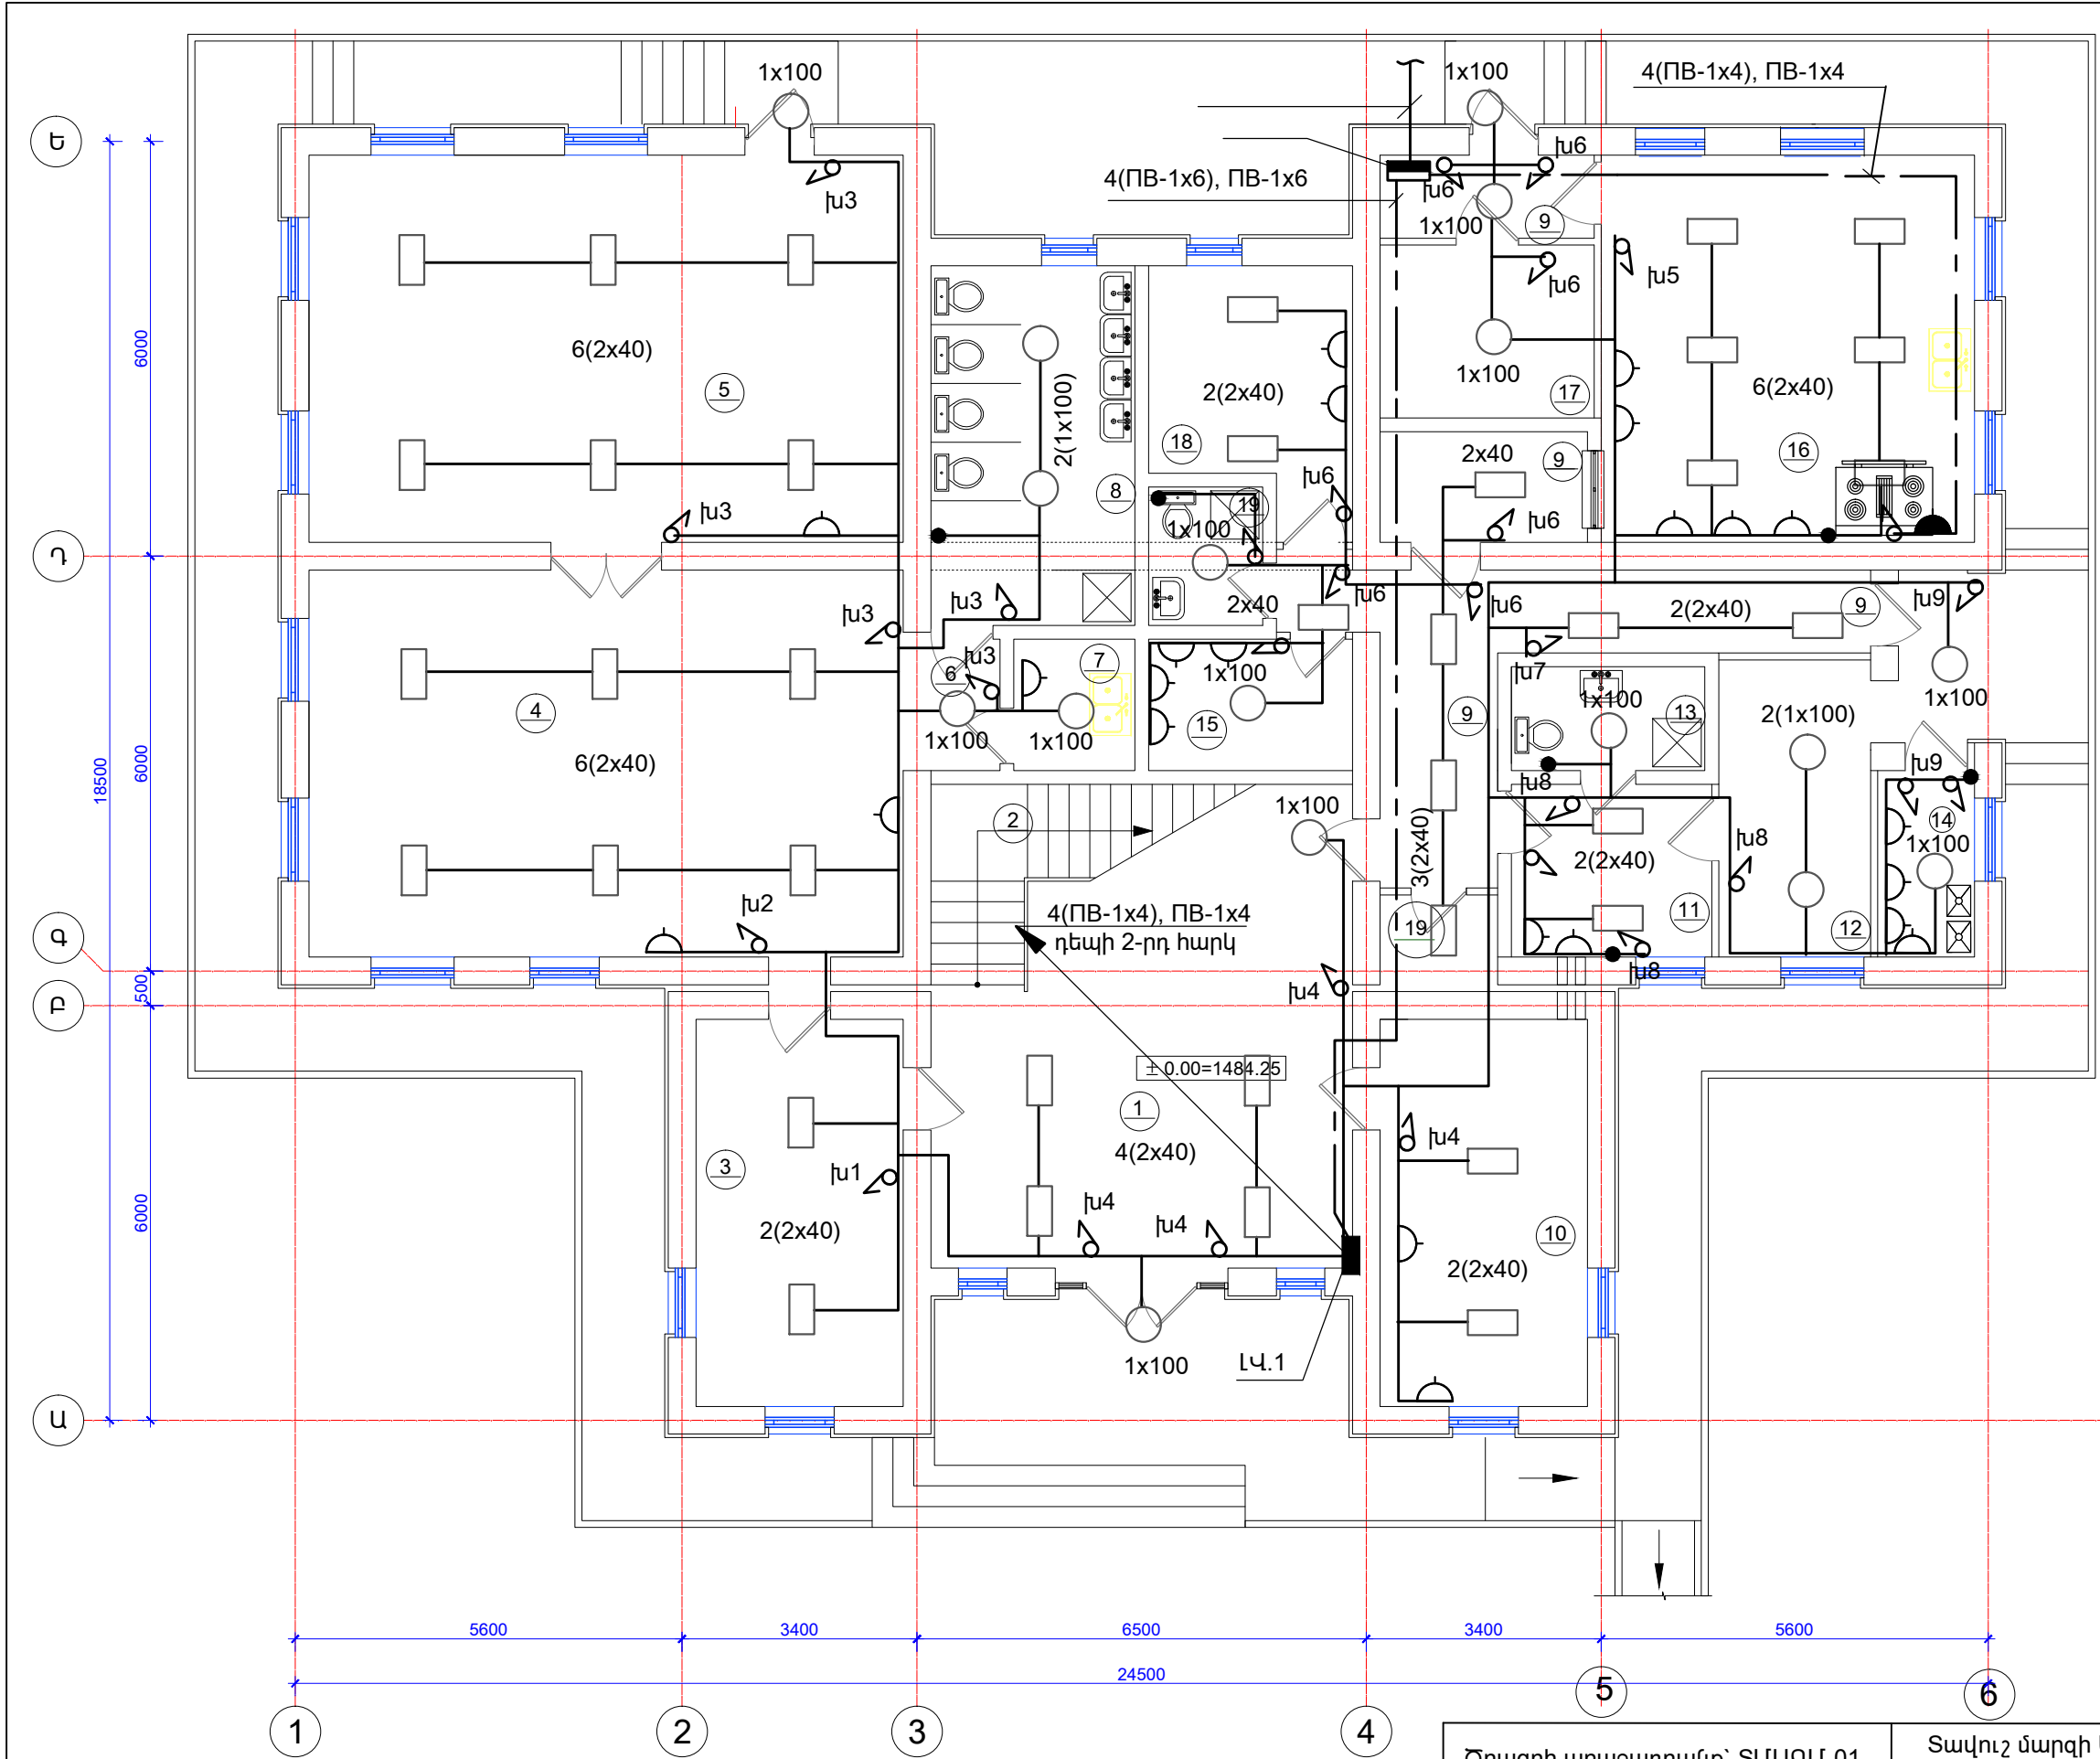 1x100
1x100
4(ПВ-1x4), ПВ-1x4
Ե
խ6
4(ПВ-1x6), ПВ-1x6
խ6
խ3
1x100
9
խ5
խ6
6000
6(2x40)
5
2(1x100)
2(2x40)
1x100
17
6(2x40)
18
2x40
9
16
8
19
խ6
խ3
1x100
խ6
Դ
խ3
խ3
2x40
խ6
խ6
2(2x40)
9
խ9
խ3
6
7
1x100
խ7
1x100
1x100
4
9
13
2(1x100)
15
1x100
1x100
6(2x40)
18500
6000
խ8
խ9
2
1x100
14
1x100
3(2x40)
2(2x40)
խ8
խ2
4(ПВ-1x4), ПВ-1x4
դեպի 2-րդ հարկ
11
12
19
Գ
խ8
500
խ4
Բ
± 0.00=1484.25
1
խ4
4(2x40)
3
խ1
6000
2(2x40)
խ4
խ4
10
2(2x40)
1x100
ԼՎ.1
Ա
5600
3400
6500
3400
5600
24500
1
2
3
4
5
6
Տավուշ մարզի